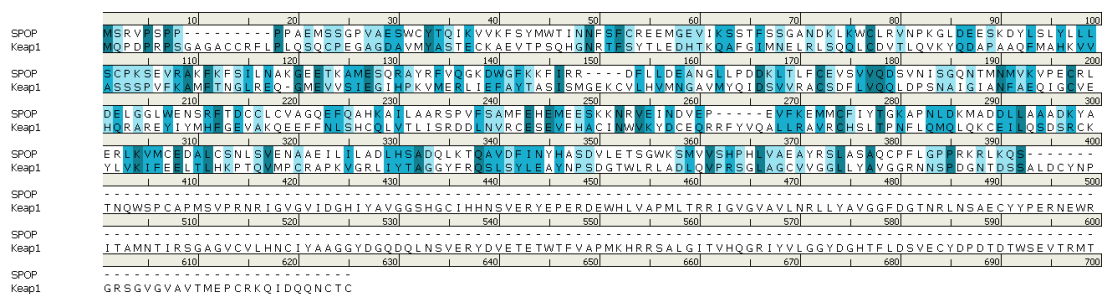 10 20 30 40 50 60 70 80 90 100
SPOP MSRVPSPP---------PPAEMSSGPVAESWCYTQIKVVKFSYMWTINNFSFCREEMGEVIKSSTFSSGANDKLKWCLRVNPKGLDEESKDYLSLYLLL
Keap1 MQPDPRPSGAGACCRFLPLQSQCPEGAGDAVMYASTECKAEVTPSQHGNRTFSYTLEDHTKQAFGIMNELRLSQQLCDVTLQVKYQDAPAAQFMAHKVV
110 120 130 140 150 160 170 180 190 200
SPOP SCPKSEVRAKFKFSILNAKGEETKAMESQRAYRFVQGKDWGFKKFIRR----DFLLDEANGLLPDDKLTLFCEVSVVQDSVNISGQNTMNMVKVPECRL
Keap1 ASSSPVFKAMFTNGLREQ-GMEVVSIEGIHPKVMERLIEFAYTASISMGEKCVLHVMNGAVMYQIDSVVRACSDFLVQQLDPSNAIGIANFAEQIGCVE
210 220 230 240 250 260 270 280 290 300
SPOP DELGGLWENSRFTDCCLCVAGQEFQAHKAILAARSPVFSAMFEHEMEESKKNRVEINDVEP-----EVFKEMMCFIYTGKAPNLDKMADDLLAAADKYA
Keap1 HQRAREYIYMHFGEVAKQEEFFNLSHCQLVTLISRDDLNVRCESEVFHACINWVKYDCEQRRFYVQALLRAVRCHSLTPNFLQMQLQKCEILQSDSRCK
310 320 330 340 350 360 370 380 390 400
SPOP ERLKVMCEDALCSNLSVENAAEILILADLHSADQLKTQAVDFINYHASDVLETSGWKSMVVSHPHLVAEAYRSLASAQCPFLGPPRKRLKQS-------
Keap1 YLVKIFEELTLHKPTQVMPCRAPKVGRLIYTAGGYFRQSLSYLEAYNPSDGTWLRLADLQVPRSGLAGCVVGGLLYAVGGRNNSPDGNTDSSALDCYNP
410 420 430 440 450 460 470 480 490 500
SPOP ---------------------------------------------------------------------------------------------------
Keap1 TNQWSPCAPMSVPRNRIGVGVIDGHIYAVGGSHGCIHHNSVERYEPERDEWHLVAPMLTRRIGVGVAVLNRLLYAVGGFDGTNRLNSAECYYPERNEWR
510 520 530 540 550 560 570 580 590 600
SPOP ---------------------------------------------------------------------------------------------------
Keap1 ITAMNTIRSGAGVCVLHNCIYAAGGYDGQDQLNSVERYDVETETWTFVAPMKHRRSALGITVHQGRIYVLGGYDGHTFLDSVECYDPDTDTWSEVTRMT
610 620 630 640 650 660 670 680 690 700
SPOP -------------------------
Keap1 GRSGVGVAVTMEPCRKQIDQQNCTC